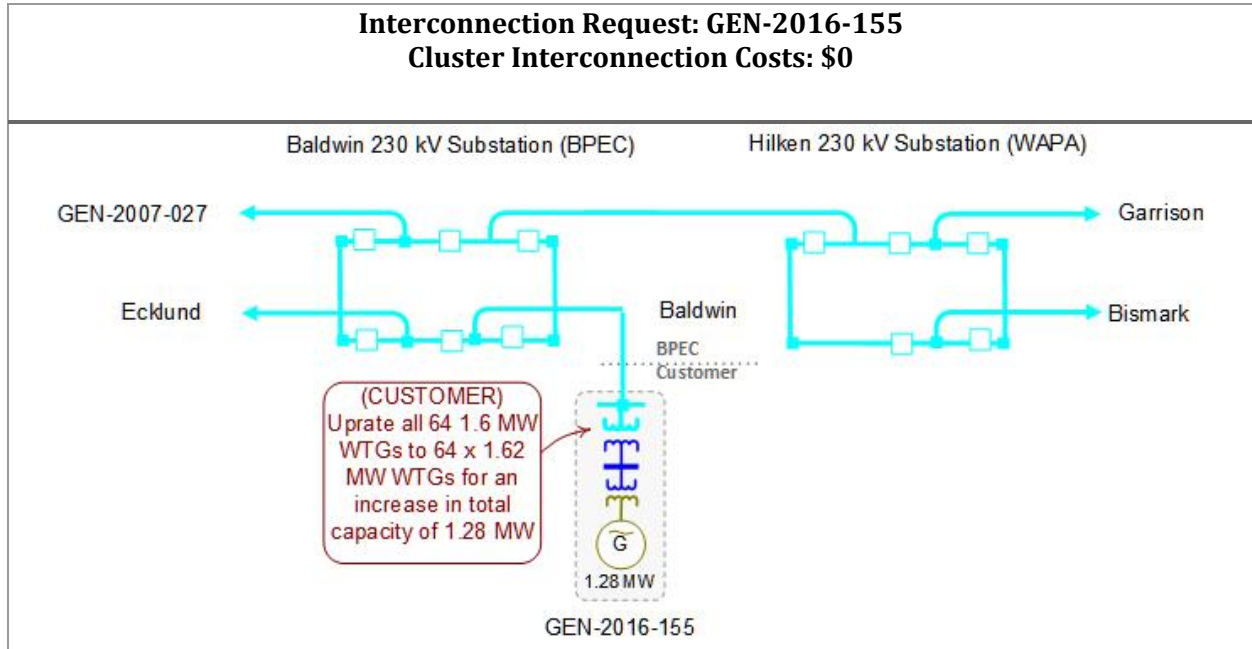 Interconnection Request: GEN-2016-155
Cluster Interconnection Costs: $0
Baldwin 230 kV Substation (BPEC)
Hilken 230 kV Substation (WAPA)
GEN-2007-027
Garrison
Ecklund
Baldwin
Bismark
BPEC
Customer
(CUSTOMER)
Uprate all 64 1.6 MW
WTGs to 64 x 1.62
MW WTGs for an
increase in total
capacity of 1.28 MW
G
1.28 MW
GEN-2016-155